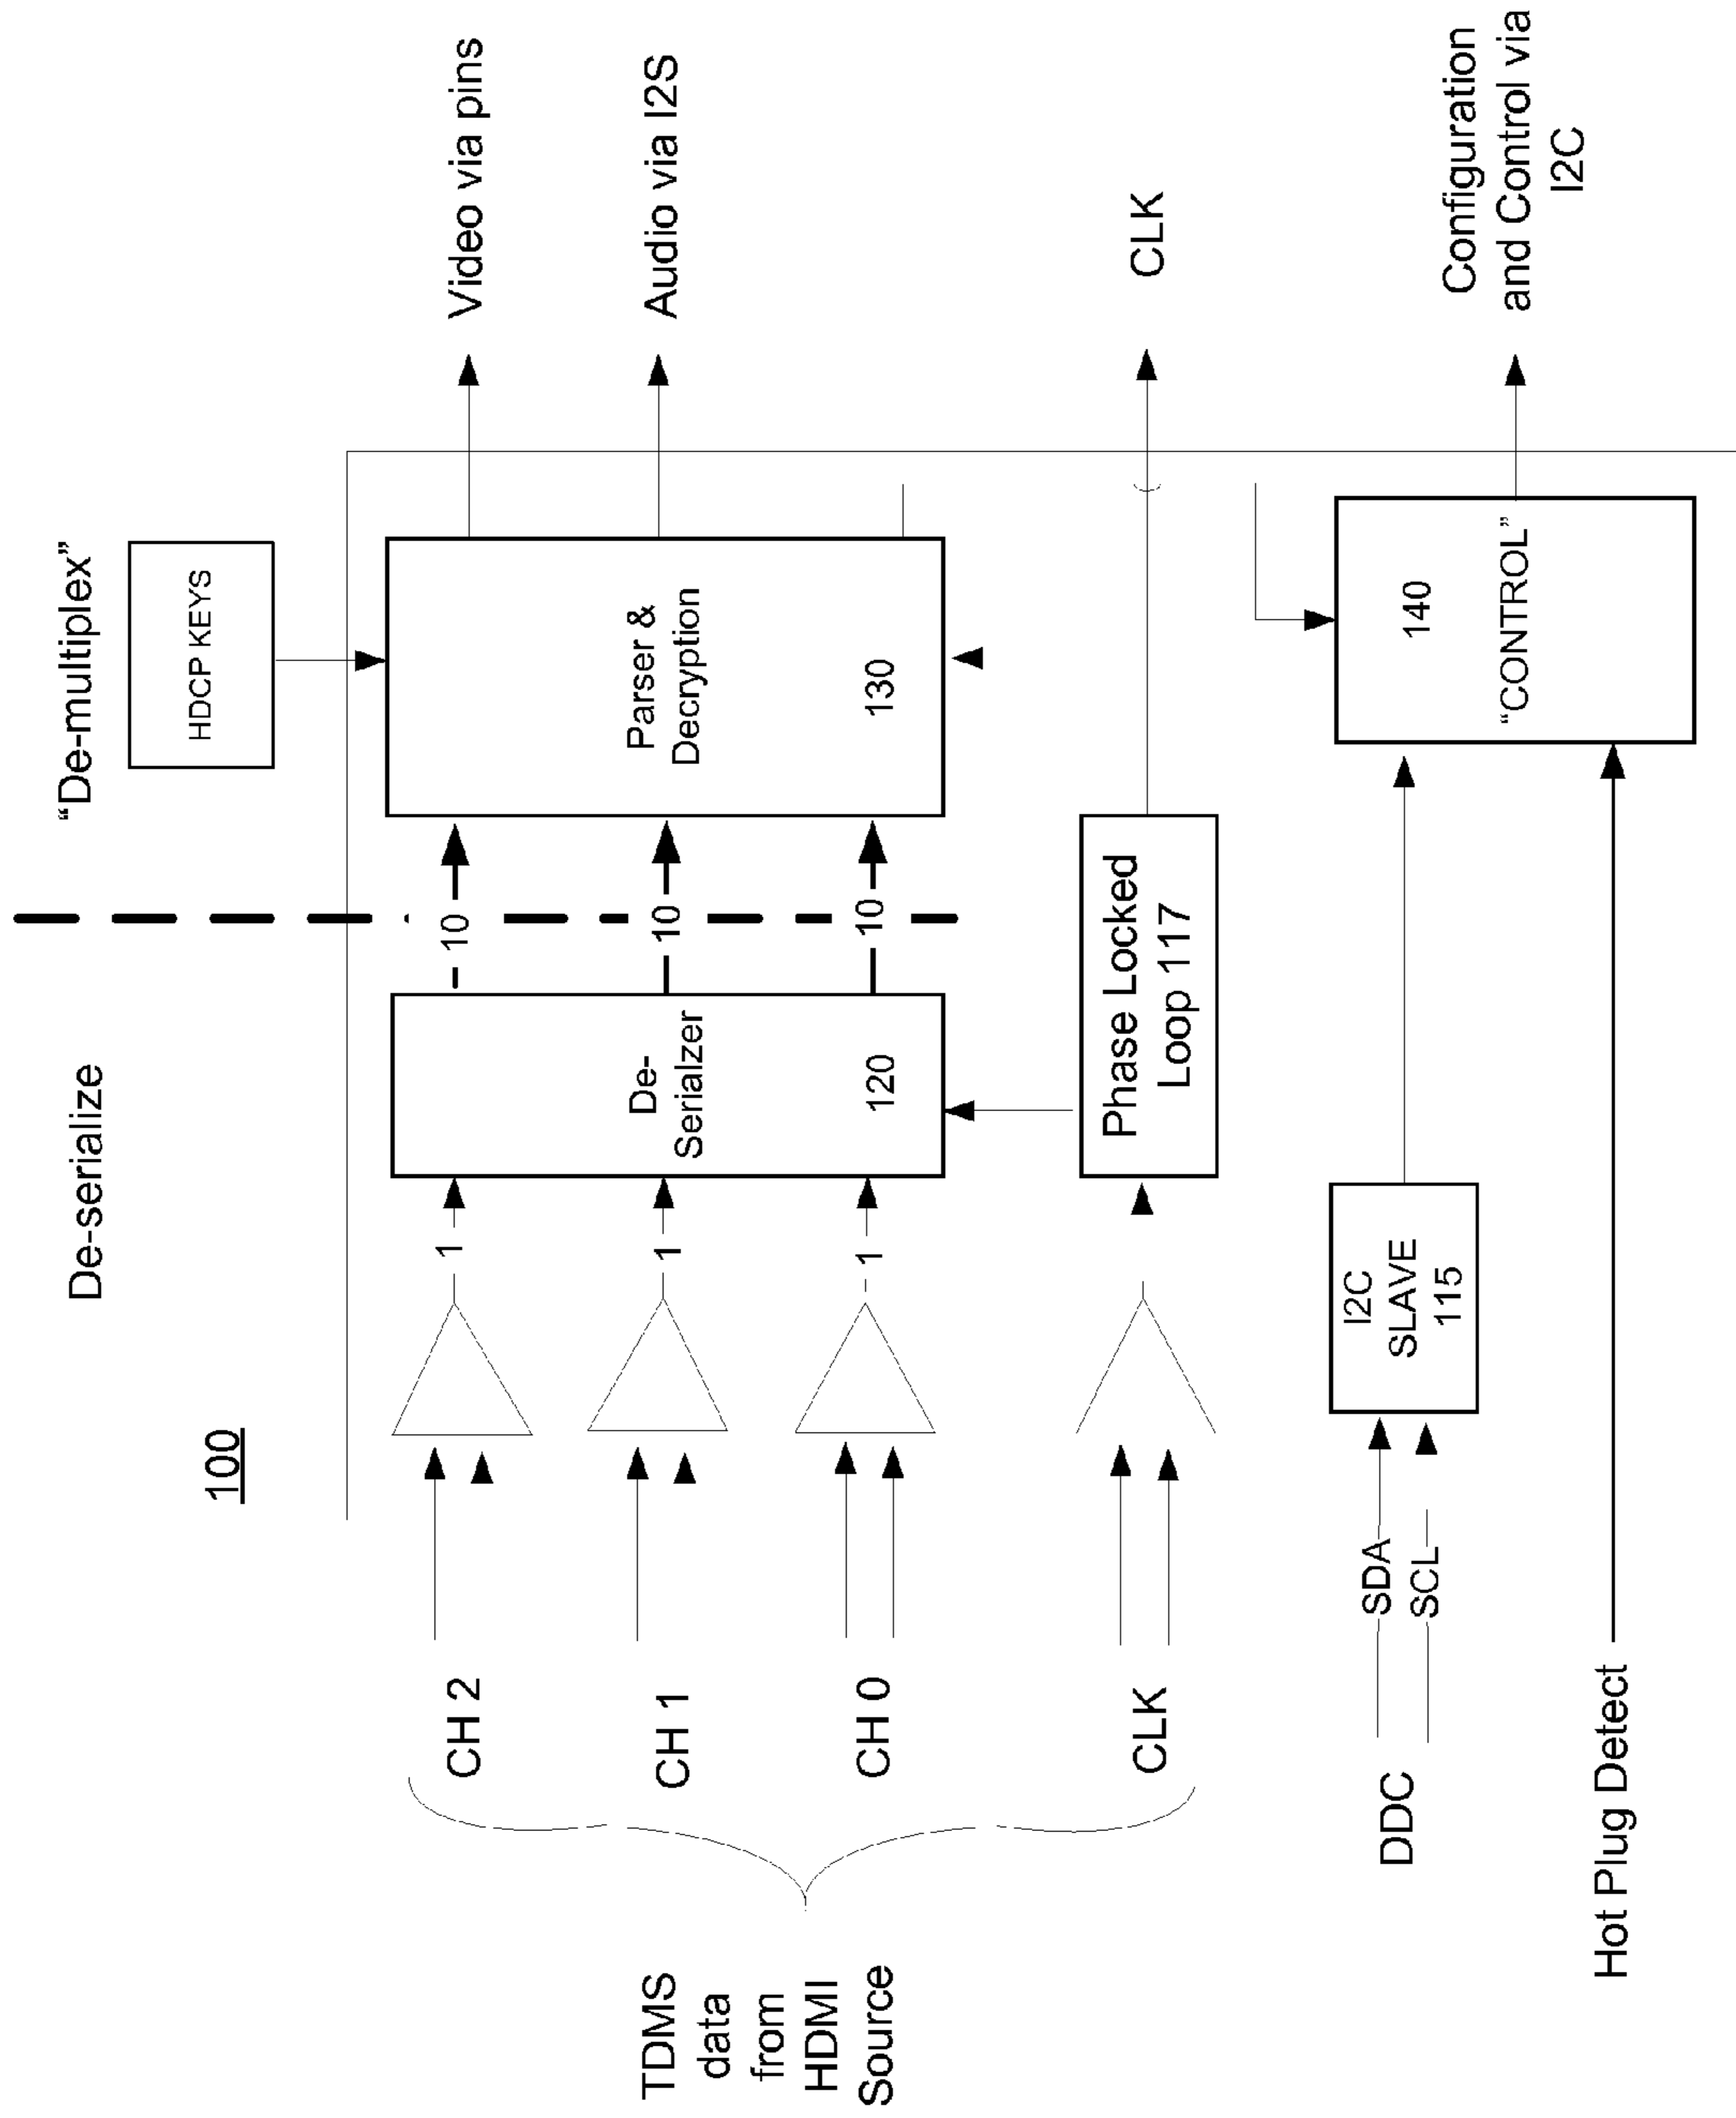 100
De-serialize
“De-multiplex”
HDCP KEYS
TDMS
data
from
HDMI
Source
CH 2
CH 1
CH 0
CLK
1
1
1
De-
Serializer
120
10
10
10
Parser &
Decryption
130
Video via pins
Audio via I2S
Phase Locked
Loop 117
CLK
DDC
SDA
SCL
I2C
SLAVE
115
140
“CONTROL”
Configuration
and Control via
I2C
Hot Plug Detect